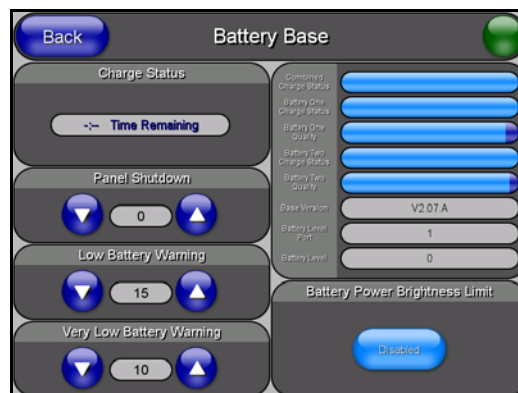 Back
Battery Base
Charge Status
-:-- Time Remaining
Panel Shutdown
0
Low Battery Warning
15
Very Low Battery Warning
10
Combined
Charge Status
Battery One
Charge Status
Battery One
Quality
Battery Two
Charge Status
Battery Two
Quality
Base Version
V2.07.A
Battery Level
Port
1
Battery Level
0
Battery Power Brightness Limit
Disabled